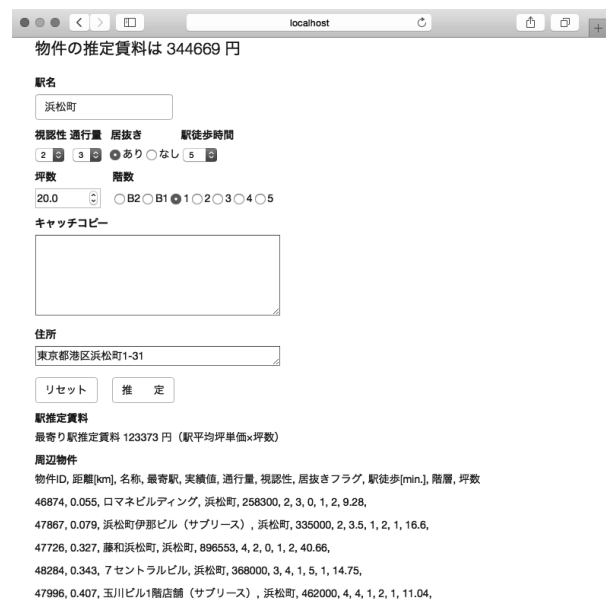 localhost
物件の推定賃料は 344669 円
駅名
浜松町
視認性 通行量 居抜き 駅徒歩時間
2 3 あり なし 5
坪数 階数
20.0 B2 B1 1 2 3 4 5
キャッチコピー
住所
東京都港区浜松町1-31
リセット 推 定
駅推定賃料
最寄り駅推定賃料 123373 円（駅平均坪単価×坪数）
周辺物件
物件ID, 距離[km], 名称, 最寄駅, 実績値, 通行量, 視認性, 居抜きフラグ, 駅徒歩[min.], 階層, 坪数
46874, 0.055, ロマネビルディング, 浜松町, 258300, 2, 3, 0, 1, 2, 9.28,
47867, 0.079, 浜松町伊那ビル（サブリース）, 浜松町, 335000, 2, 3.5, 1, 2, 1, 16.6,
47726, 0.327, 藤和浜松町, 浜松町, 896553, 4, 2, 0, 1, 2, 40.66,
48284, 0.343, ７セントラルビル, 浜松町, 368000, 3, 4, 1, 5, 1, 14.75,
47996, 0.407, 玉川ビル1階店舗（サブリース）, 浜松町, 462000, 4, 4, 1, 2, 1, 11.04,